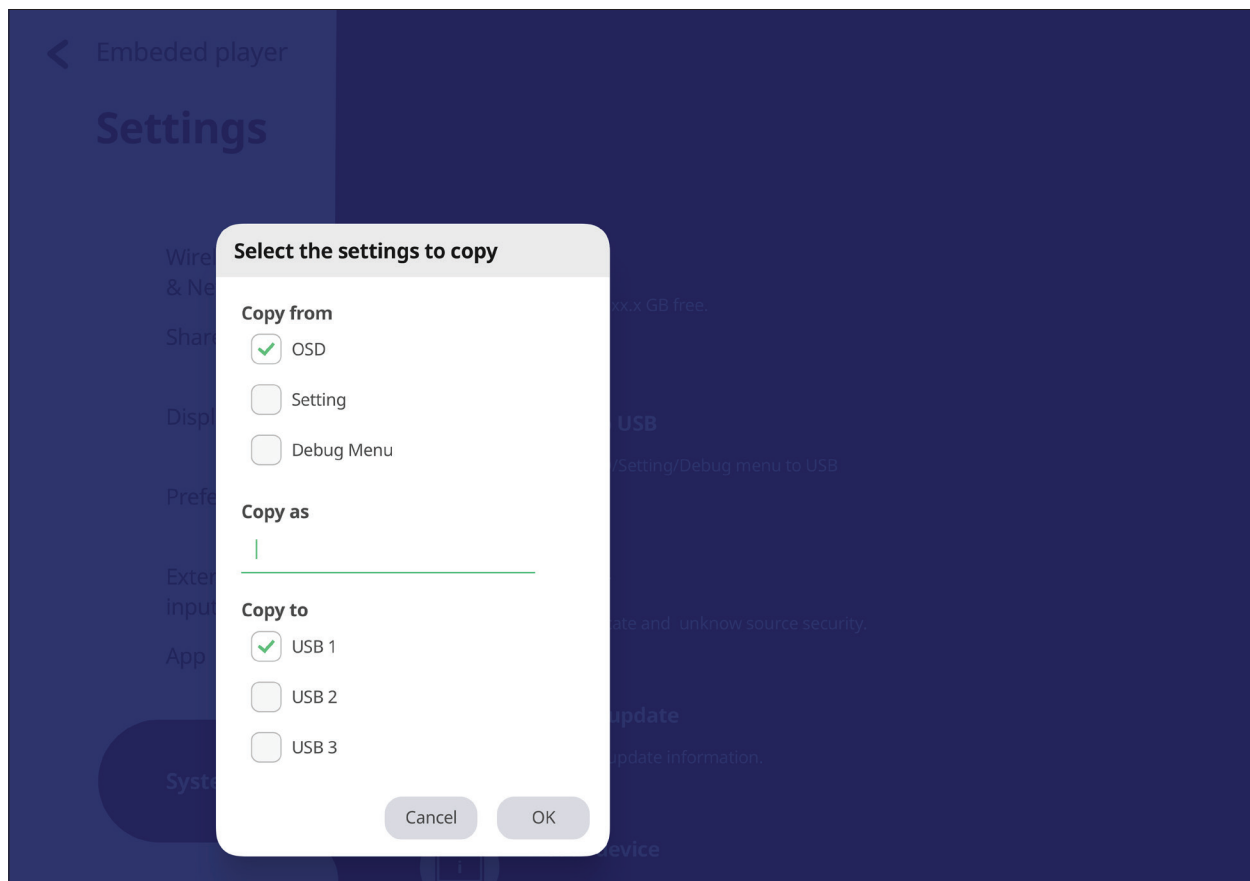 Embeded player
Settings
Select the settings to copy
Copy from
OSD
Setting
Debug Menu
Copy as
Copy to
USB 1
USB 2
USB 3
Cancel
OK
& Ne
App
xx.x GB free.
USB
/Setting/Debug menu to USB
and unknow source security.
update
update information.